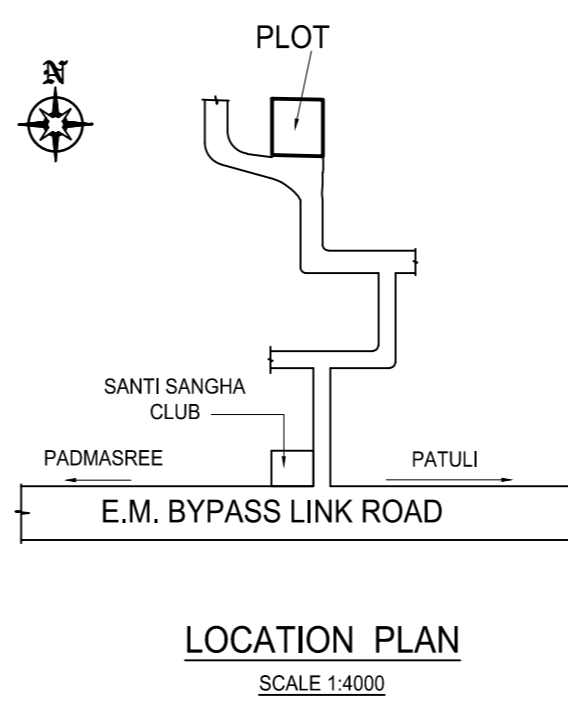 PLOT
N
SANTI SANGHA
CLUB
PADMASREE
PATULI
E.M. BYPASS LINK ROAD
LOCATION PLAN
SCALE 1:4000